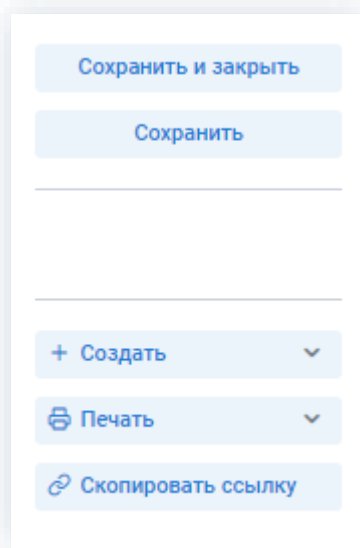 Сохранить и закрыть
Сохранить
+ Создать
Печать
Скопировать ссылку